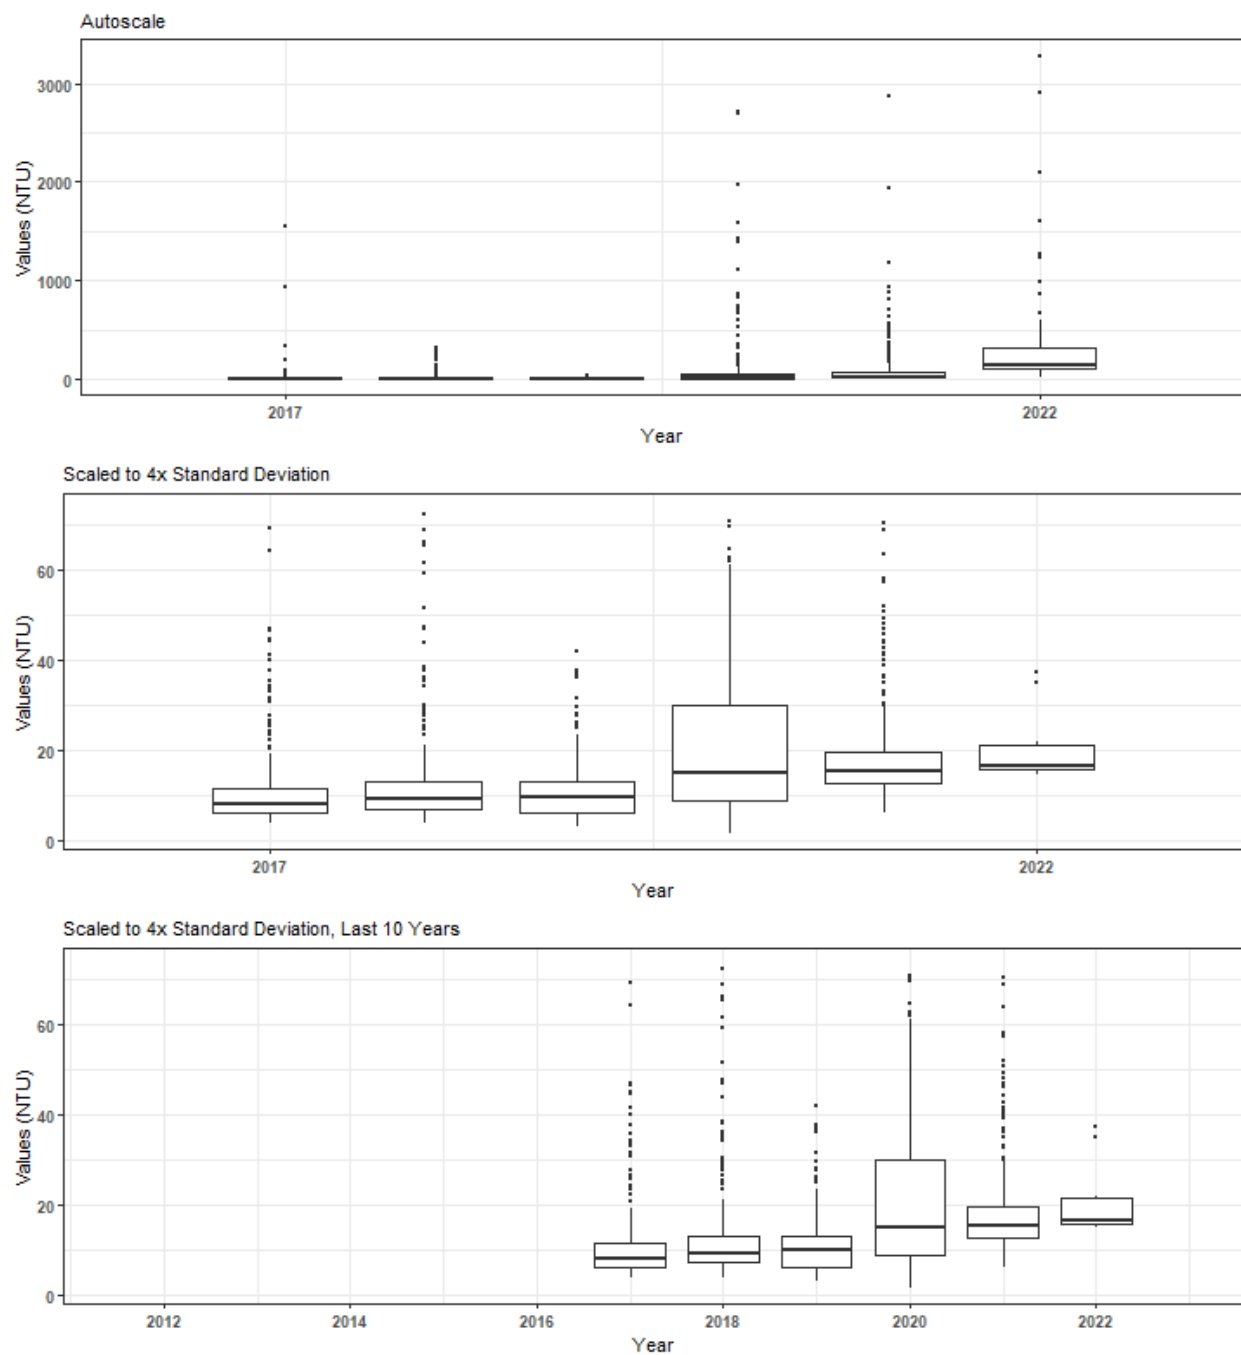 Autoscale
Values (NTU)
3000
2000
1000
0
2017 2022
Year
Scaled to 4x Standard Deviation
Values (NTU)
60
40
20
0
2017 2022
Year
Scaled to 4x Standard Deviation, Last 10 Years
Values (NTU)
60
40
20
0
2012 2014 2016 2018 2020 2022
Year